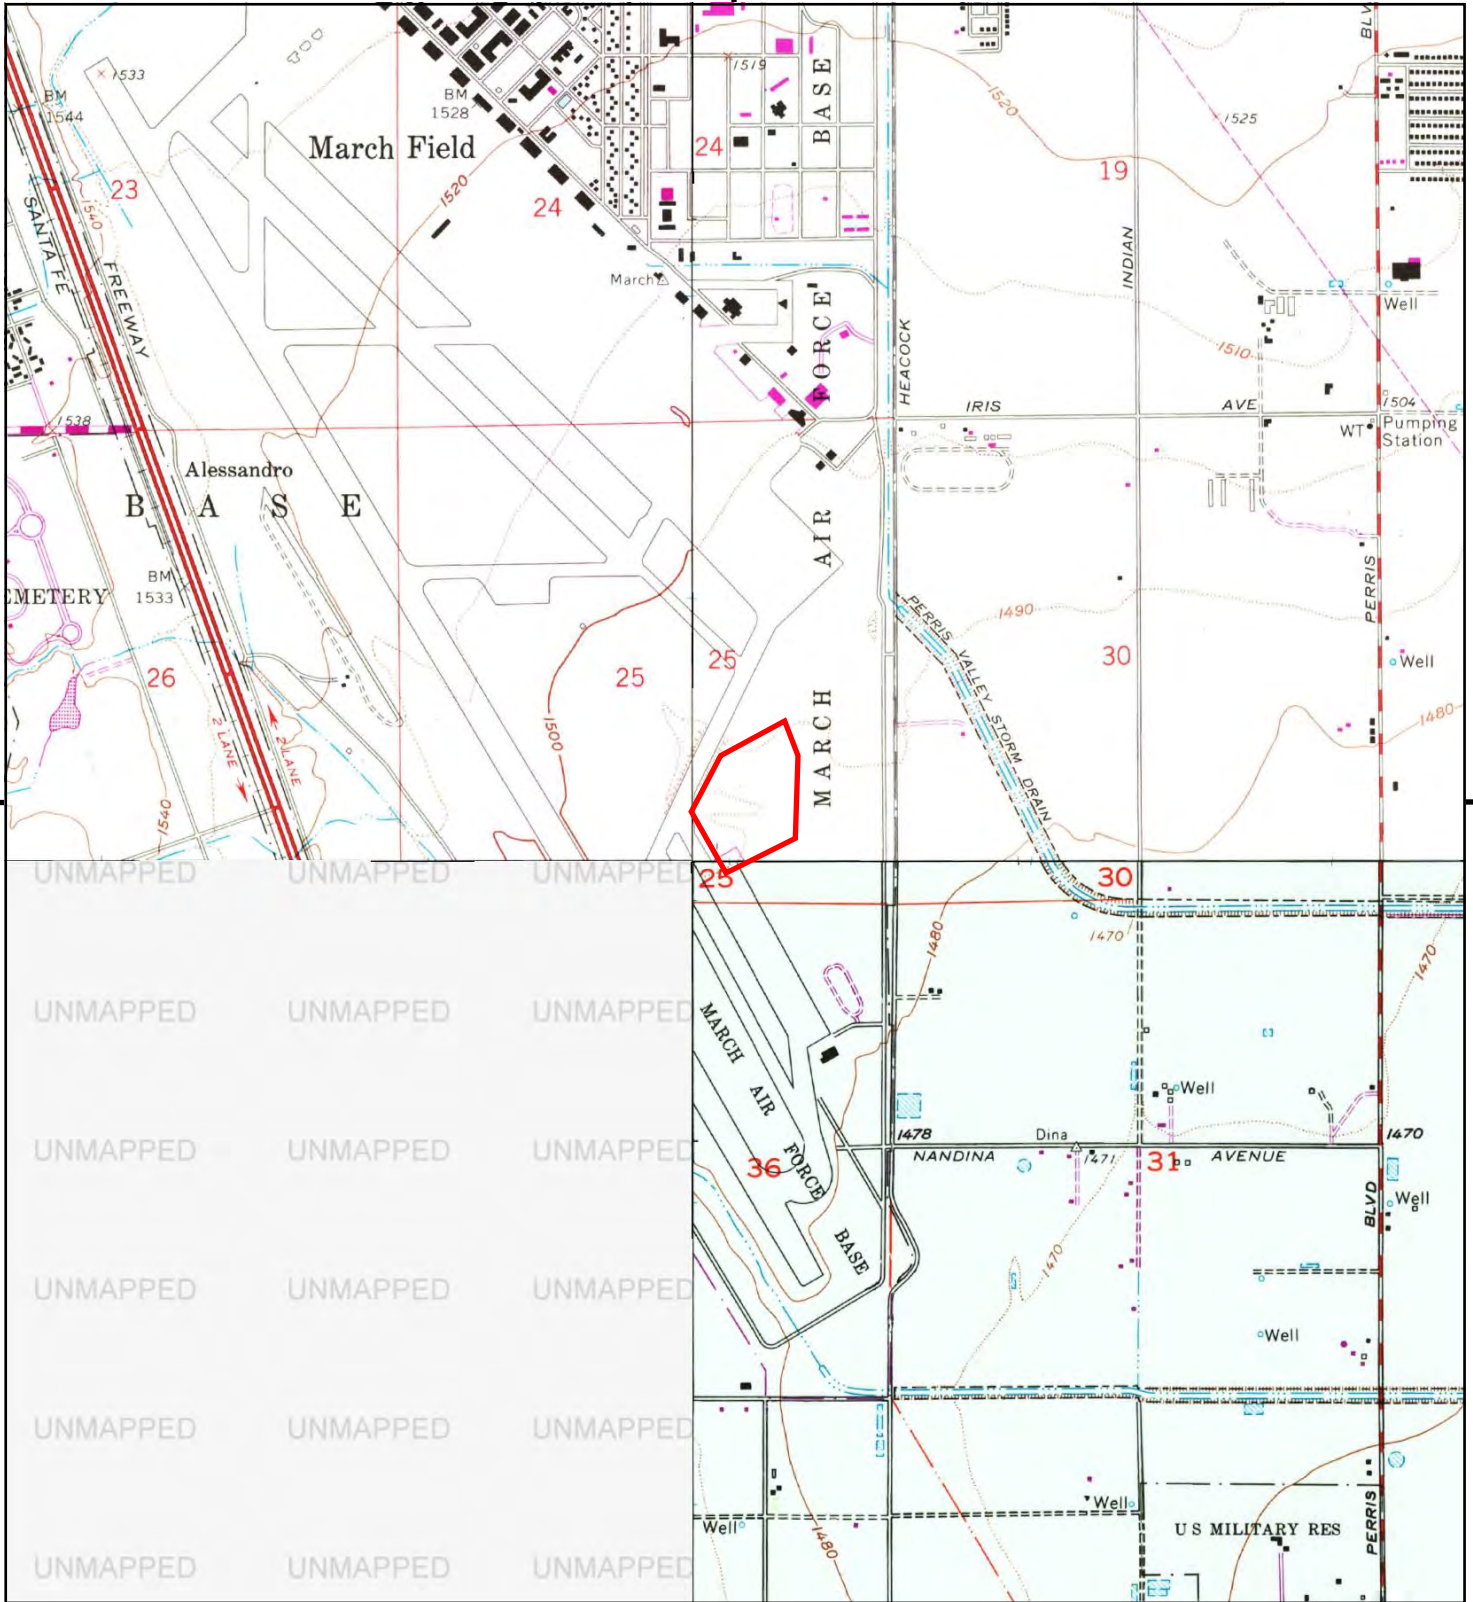 BLV
1533
1519
BASE
BM
1544
BM
1528
1520
1525
March Field
24
19
23
1520
24
1540
SANTA FE
INDIAN
FREEWAY
March
FORCE
HEACOCK
Well
1510
IRIS
AVE
1504
1538
WT
Pumping
Station
Alessandro
B A S E
AIR
BM
1533
PERRIS
EMETERY
1490
PERRIS VALLEY STORM DRAIN
25
30
Well
26
25
MARCH
1500
1480
2 LANE
2 LANE
1540
UNMAPPED UNMAPPED UNMAPPED
25
30
1480
1470
1470
UNMAPPED UNMAPPED UNMAPPED
MARCH
AIR
FORCE
BASE
Well
1478
Dina
1470
UNMAPPED UNMAPPED UNMAPPED
36
NANDINA
1471
31
AVENUE
BLVD
Well
1470
UNMAPPED UNMAPPED UNMAPPED
Well
UNMAPPED UNMAPPED UNMAPPED
Well
Well
1480
U S MILITARY RES
PERRIS
UNMAPPED UNMAPPED UNMAPPED